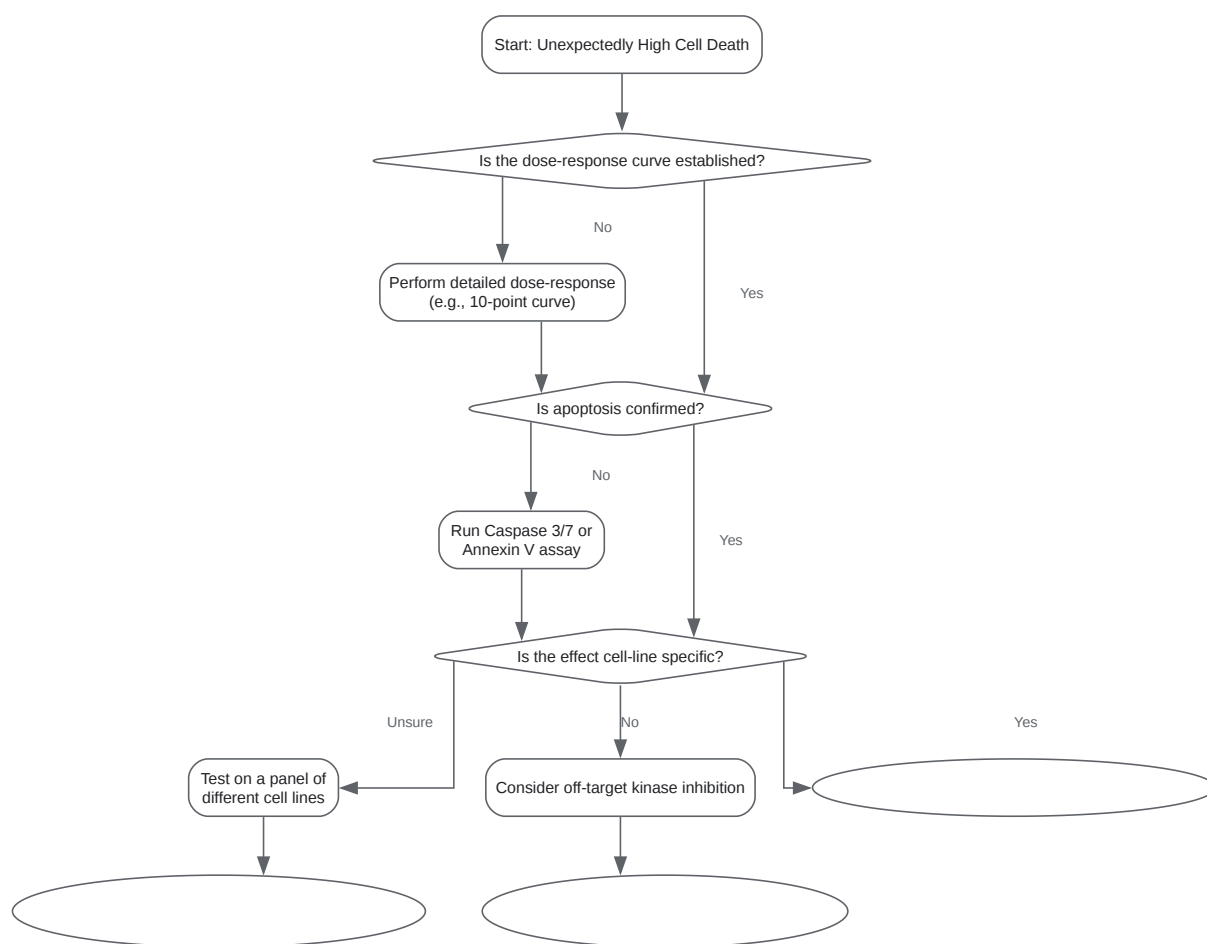 Start: Unexpectedly High Cell Death
Is the dose-response curve established?
No
Perform detailed dose-response
(e.g., 10-point curve)
Yes
Is apoptosis confirmed?
No
Run Caspase 3/7 or
Annexin V assay
Yes
Is the effect cell-line specific?
Unsure
No
Yes
Test on a panel of
different cell lines
Consider off-target kinase inhibition